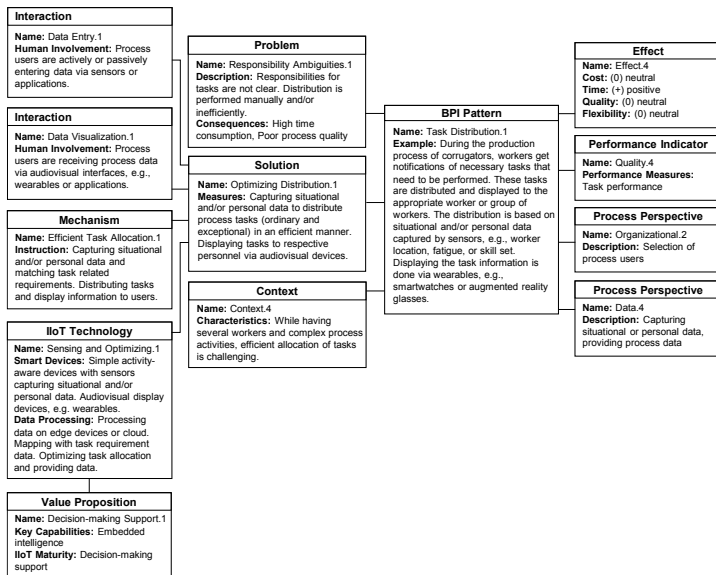 Interaction
Name: Data Entry.1
Human Involvement: Process
users are actively or passively
entering data via sensors or
applications.
Interaction
Name: Data Visualization.1
Human Involvement: Process
users are receiving process data
via audiovisual interfaces, e.g.,
wearables or applications.
Mechanism
Name: Efficient Task Allocation.1
Instruction: Capturing situational
and/or personal data and
matching task related
requirements. Distributing tasks
and display information to users.
IIoT Technology
Name: Sensing and Optimizing.1
Smart Devices: Simple activity-
aware devices with sensors
capturing situational and/or
personal data. Audiovisual display
devices, e.g. wearables.
Data Processing: Processing
data on edge devices or cloud.
Mapping with task requirement
data. Optimizing task allocation
and providing data.
Value Proposition
Name: Decision-making Support.1
Key Capabilities: Embedded
intelligence
IIoT Maturity: Decision-making
support
Problem
Name: Responsibility Ambiguities.1
Description: Responsibilities for
tasks are not clear. Distribution is
performed manually and/or
inefficiently.
Consequences: High time
consumption, Poor process quality
Solution
Name: Optimizing Distribution.1
Measures: Capturing situational
and/or personal data to distribute
process tasks (ordinary and
exceptional) in an efficient manner.
Displaying tasks to respective
personnel via audiovisual devices.
Context
Name: Context.4
Characteristics: While having
several workers and complex process
activities, efficient allocation of tasks
is challenging.
BPI Pattern
Name: Task Distribution.1
Example: During the production
process of corrugators, workers get
notifications of necessary tasks that
need to be performed. These tasks
are distributed and displayed to the
appropriate worker or group of
workers. The distribution is based on
situational and/or personal data
captured by sensors, e.g., worker
location, fatigue, or skill set.
Displaying the task information is
done via wearables, e.g.,
smartwatches or augmented reality
glasses.
Effect
Name: Effect.4
Cost: (0) neutral
Time: (+) positive
Quality: (0) neutral
Flexibility: (0) neutral
Performance Indicator
Name: Quality.4
Performance Measures:
Task performance
Process Perspective
Name: Organizational.2
Description: Selection of
process users
Process Perspective
Name: Data.4
Description: Capturing
situational or personal data,
providing process data